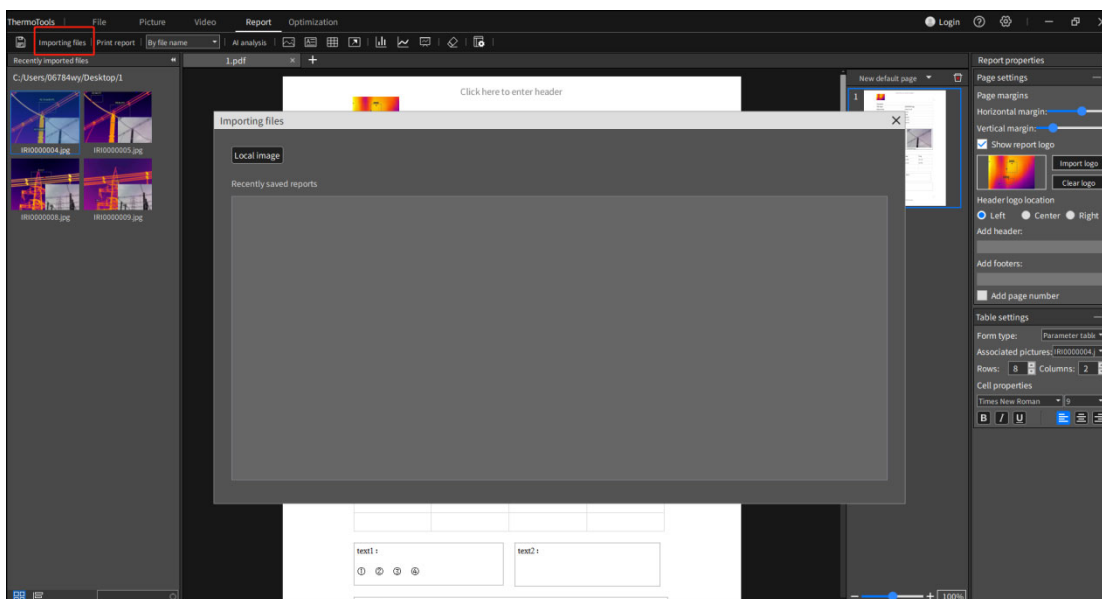 ThermoTools File Picture Video Report Optimization Login
Importing files Print report By file name AI analysis
Recently imported files
C:/Users/06784wy/Desktop/1
IRI0000004.jpg IRI0000005.jpg
IRI0000008.jpg IRI0000009.jpg
1.pdf
Click here to enter header
Importing files
Local image
Recently saved reports
text1 : text2 :
① ② ③ ④
New default page
1
100%
Report properties
Page settings
Page margins
Horizontal margin:
Vertical margin:
Show report logo
Import logo
Clear logo
Header logo location
Left Center Right
Add header:
Add footers:
Add page number
Table settings
Form type: Parameter table
Associated pictures: IRI0000004.j
Rows: 8 Columns: 2
Cell properties
Times New Roman 9
B I U